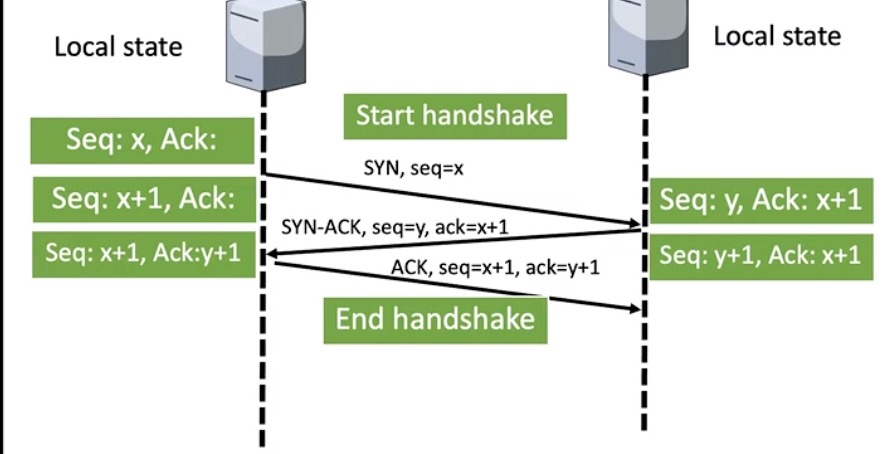 Local state
Local state
Start handshake
Seq: x, Ack:
SYN, seq=x
Seq: x+1, Ack:
Seq: y, Ack: x+1
SYN-ACK, seq=y, ack=x+1
Seq: x+1, Ack:y+1
Seq: y+1, Ack: x+1
ACK, seq=x+1, ack=y+1
End handshake